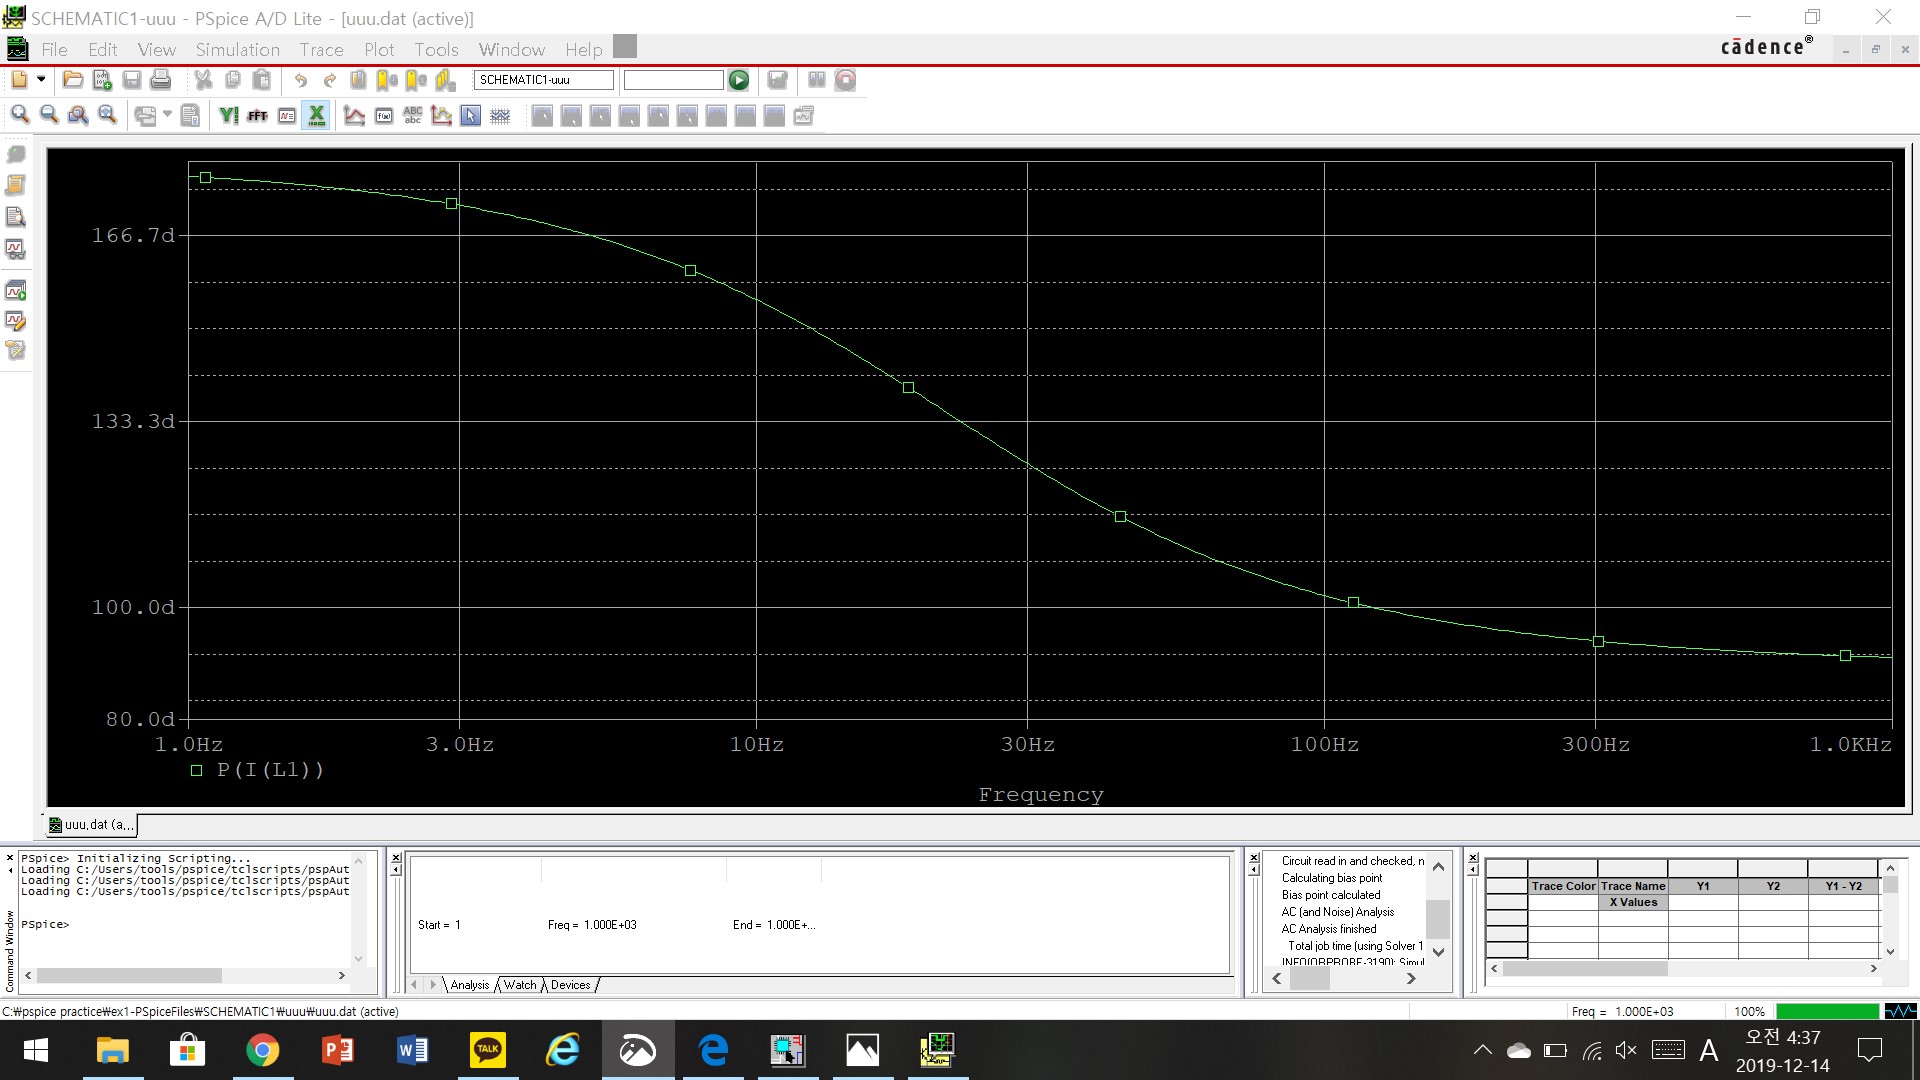 SCHEMATIC1-uuu - PSpice A/D Lite - [uuu.dat (active)]
File Edit View Simulation Trace Plot Tools Window Help
cādence®
SCHEMATIC1-uuu
FFT
ABC
abc
166.7d
133.3d
100.0d
80.0d
1.0Hz 3.0Hz 10Hz 30Hz 100Hz 300Hz 1.0KHz
P(I(L1))
Frequency
uuu.dat (a...
Command Window
PSpice> Initializing Scripting...
Loading C:/Users/tools/pspice/tclscripts/pspAut
Loading C:/Users/tools/pspice/tclscripts/pspAut
Loading C:/Users/tools/pspice/tclscripts/pspAut
PSpice>
Start = 1 Freq = 1.000E+03 End = 1.000E+...
Analysis Watch Devices
Circuit read in and checked, n
Calculating bias point
Bias point calculated
AC (and Noise) Analysis
AC Analysis finished
Total job time (using Solver 1
INFO(ORPROBE-3190): Simul
Trace Color Trace Name Y1 Y2 Y1 - Y2
X Values
C:₩pspice practice₩ex1-PSpiceFiles₩SCHEMATIC1₩uuu₩uuu.dat (active)
Freq = 1.000E+03 100%
TALK
A
오전 4:37
2019-12-14